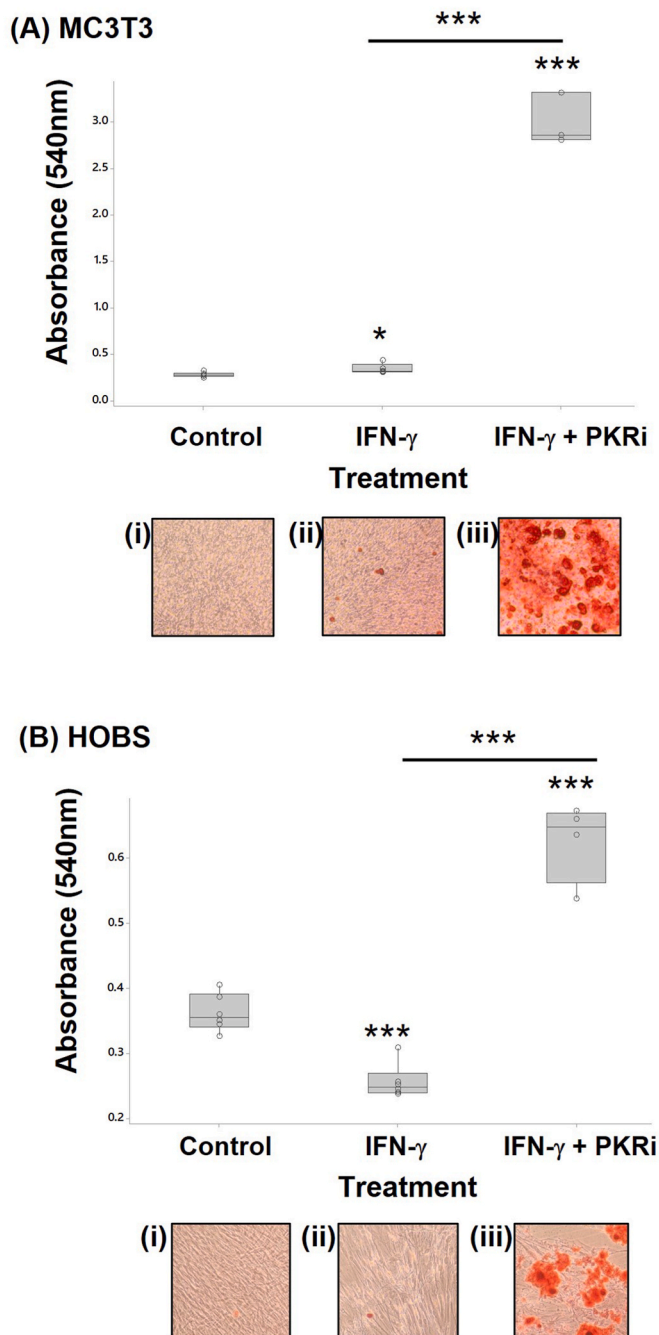 (A) MC3T3
***
***
Absorbance (540nm)
3.0
2.5
2.0
1.5
1.0
0.5
0.0
*
Control IFN-γ IFN-γ + PKRi
Treatment
(i) (ii) (iii)
(B) HOBS
***
***
Absorbance (540nm)
0.6
0.5
0.4
0.3
0.2
***
Control IFN-γ IFN-γ + PKRi
Treatment
(i) (ii) (iii)